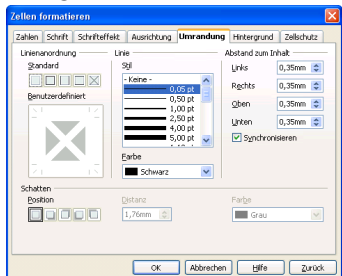 Zellen formatieren
Zahlen Schrift Schrifteffekt Ausrichtung Umrandung Hintergrund Zellschutz
Linienanordnung
Standard
Benutzerdefiniert
Linie
Stil
- Keine -
0,05 pt
0,50 pt
1,00 pt
2,50 pt
4,00 pt
5,00 pt
Farbe
Schwarz
Abstand zum Inhalt
Links 0,35mm
Rechts 0,35mm
Oben 0,35mm
Unten 0,35mm
Synchronisieren
Schatten
Position
Distanz
1,76mm
Farbe
Grau
OK Abbrechen Hilfe Zurück